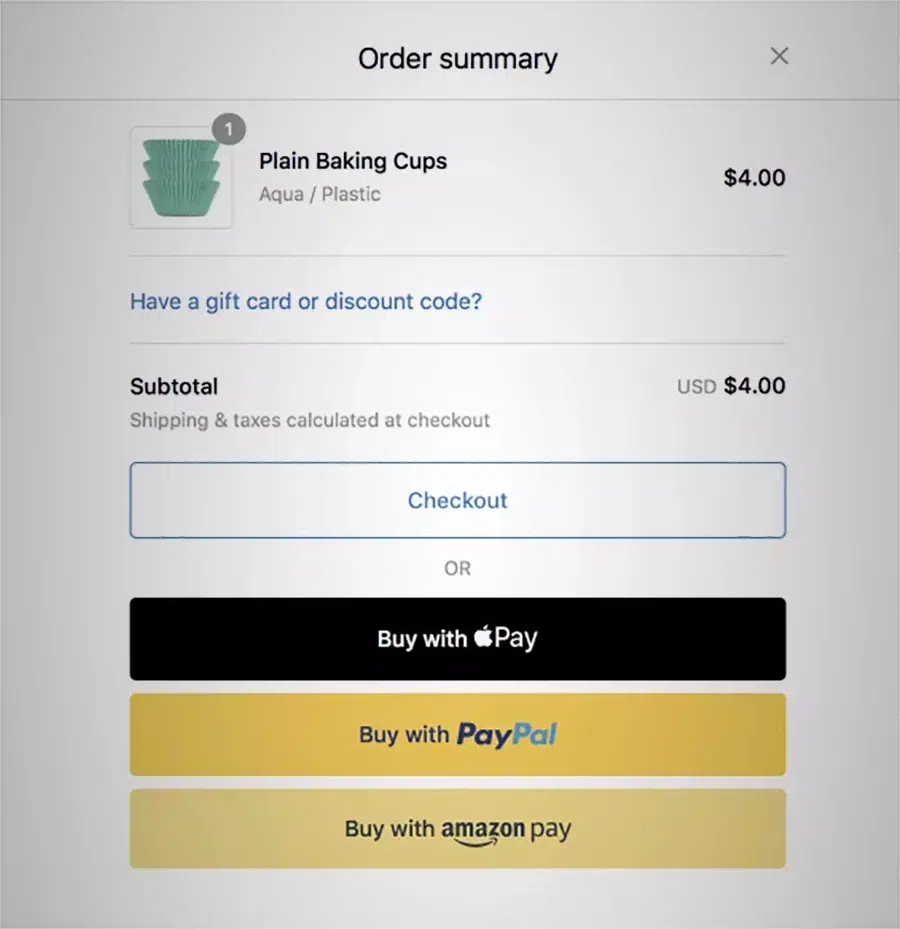 Order summary
1
Plain Baking Cups
Aqua / Plastic
$4.00
Have a gift card or discount code?
Subtotal
USD $4.00
Shipping & taxes calculated at checkout
Checkout
OR
Buy with Pay
Buy with PayPal
Buy with amazon pay